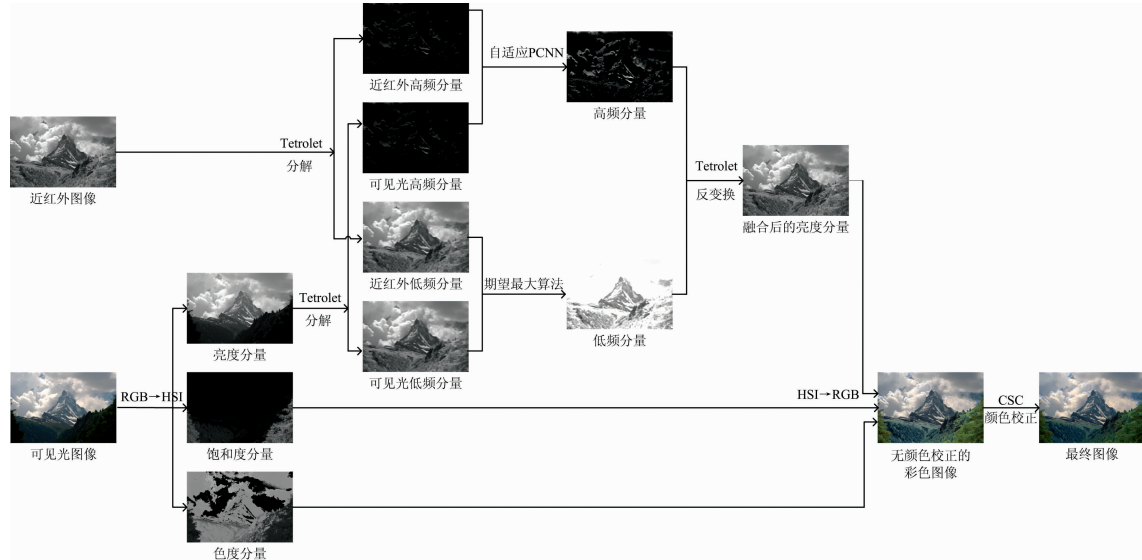 近红外高频分量
自适应PCNN
高频分量
Tetrolet
分解
近红外图像
可见光高频分量
Tetrolet
反变换
融合后的亮度分量
近红外低频分量
期望最大算法
Tetrolet
分解
亮度分量
低频分量
可见光低频分量
RGB→HSI
可见光图像
饱和度分量
HSI→RGB
CSC
颜色校正
无颜色校正的
彩色图像
最终图像
色度分量